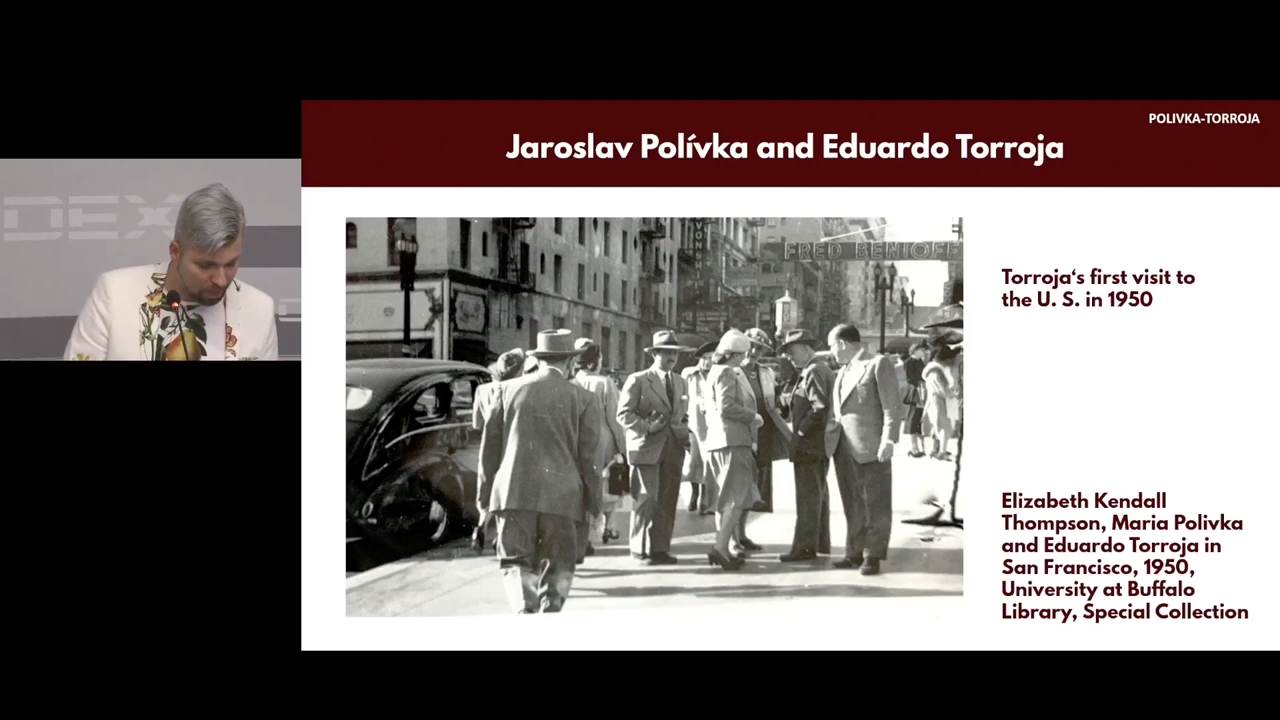 POLIVKA-TORROJA
Jaroslav Polívka and Eduardo Torroja
DEX
FRED BENIOFF
Torroja‘s first visit to
the U. S. in 1950
Elizabeth Kendall
Thompson, Maria Polivka
and Eduardo Torroja in
San Francisco, 1950,
University at Buffalo
Library, Special Collection